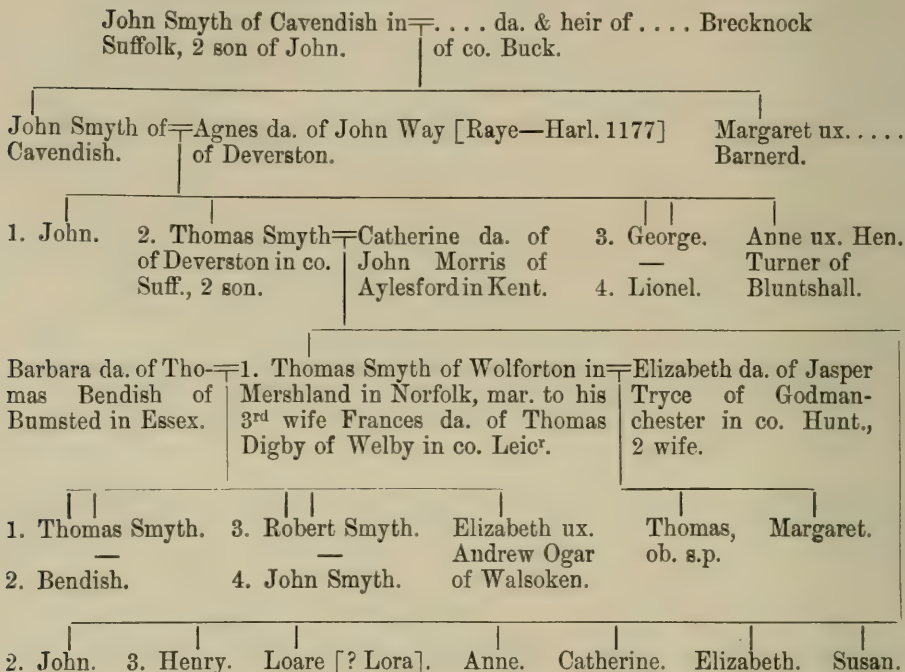 John Smyth of Cavendish in=. . . . da. & heir of . . . . Brecknock
Suffolk, 2 son of John. of co. Buck.
John Smyth of=Agnes da. of John Way [Raye—Harl. 1177] Margaret ux. . . . .
Cavendish. of Deverston. Barnerd.
1. John. 2. Thomas Smyth=Catherine da. of 3. George. Anne ux. Hen.
of Deverston in co. John Morris of — Turner of
Suff., 2 son. Aylesford in Kent. 4. Lionel. Bluntshall.
Barbara da. of Tho-=1. Thomas Smyth of Wolforton in=Elizabeth da. of Jasper
mas Bendish of Mershland in Norfolk, mar. to his Tryce of Godman-
Bumsted in Essex. 3rd wife Frances da. of Thomas chester in co. Hunt.,
Digby of Welby in co. Leicr. 2 wife.
1. Thomas Smyth. 3. Robert Smyth. Elizabeth ux. Thomas, Margaret.
— — Andrew Ogar ob. s.p.
2. Bendish. 4. John Smyth. of Walsoken.
2. John. 3. Henry. Loare [? Lora]. Anne. Catherine. Elizabeth. Susan.